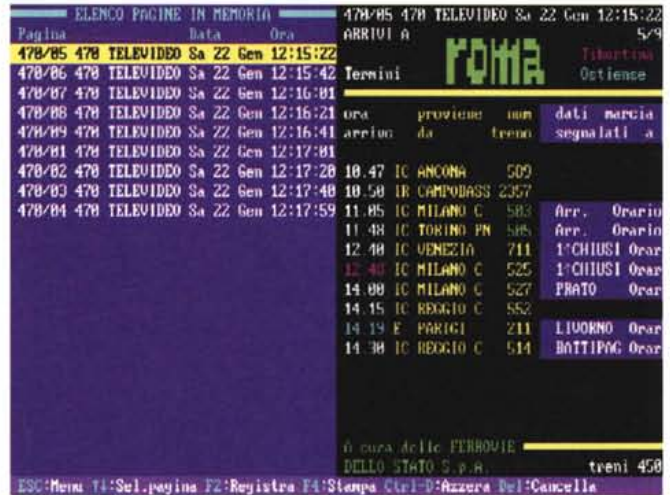 ELENCO PAGINE IN MEMORIA
Pagina Data Ora
470/05 470 TELEVIDEO Sa 22 Gen 12:15:22
470/06 470 TELEVIDEO Sa 22 Gen 12:15:42
470/07 470 TELEVIDEO Sa 22 Gen 12:16:01
470/08 470 TELEVIDEO Sa 22 Gen 12:16:21
470/09 470 TELEVIDEO Sa 22 Gen 12:16:41
470/01 470 TELEVIDEO Sa 22 Gen 12:17:01
470/02 470 TELEVIDEO Sa 22 Gen 12:17:20
470/03 470 TELEVIDEO Sa 22 Gen 12:17:40
470/04 470 TELEVIDEO Sa 22 Gen 12:17:59
470/05 470 TELEVIDEO Sa 22 Gen 12:15:22
ARRIVI A 5/9
roma
Tiburtina
Termini Ostiense
ora proviene num dati marcia
arrivo da treno segnalati a
10.47 IC ANCONA 509
10.50 IR CAMPOBASS 2357
11.05 IC MILANO C 503 Arr. Orario
11.48 IC TORINO PN 505 Arr. Orario
12.40 IC VENEZIA 711 1^CHIUSI Orar
12.40 IC MILANO C 525 1^CHIUSI Orar
14.00 IC MILANO C 527 PRATO Orar
14.15 IC REGGIO C 552
14.19 E PARIGI 211 LIVORNO Orar
14.30 IC REGGIO C 514 BATTIPAG Orar
A cura delle FERROVIE
DELLO STATO S.p.A. treni 450
ESC:Menu ↑↓:Sel.pagina F2:Registra F4:Stampa Ctrl-D:Azzera Del:Cancella